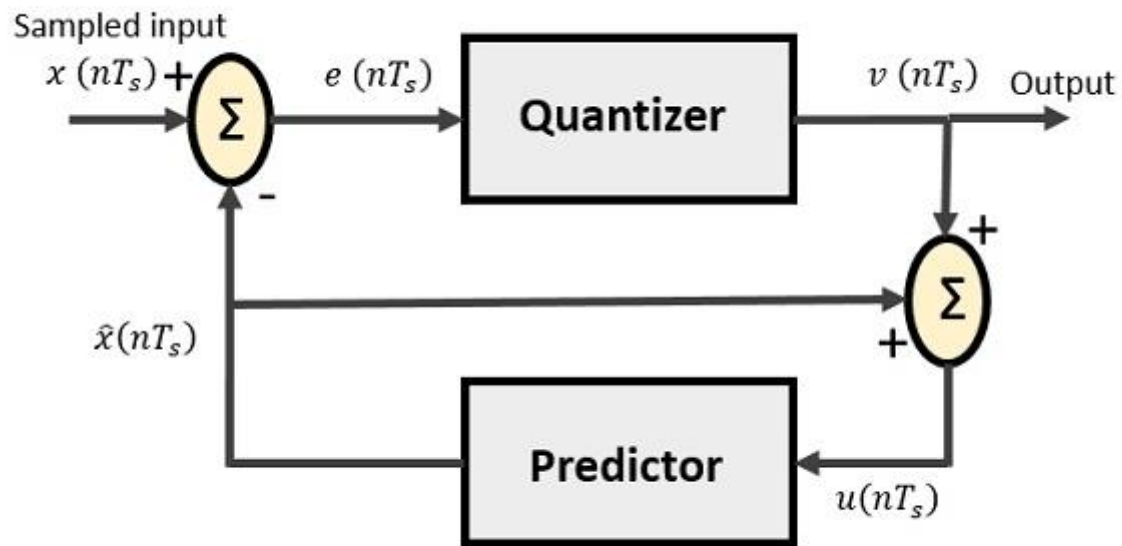 Sampled input
x (nTₛ) +
Σ
e (nTₛ)
Quantizer
v (nTₛ)
Output
-
+
Σ
+
x̂(nTₛ)
Predictor
u(nTₛ)